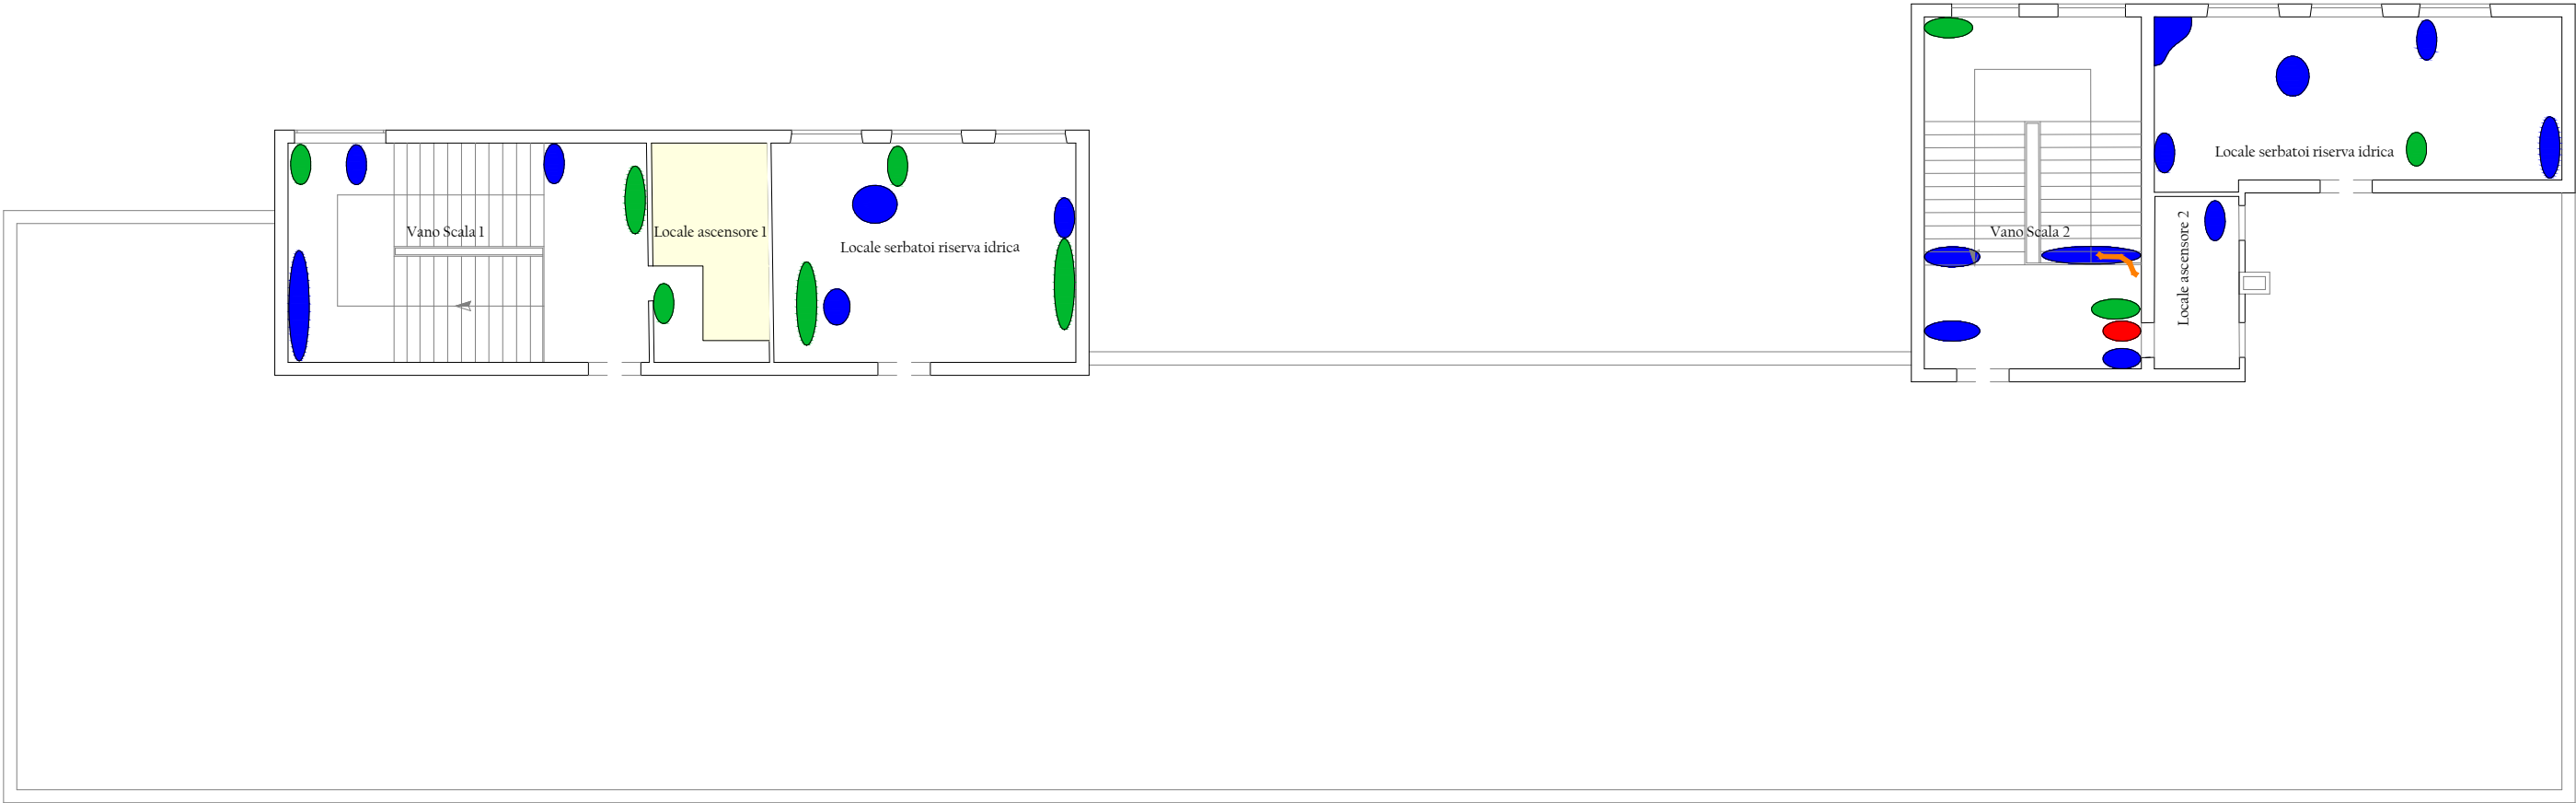 Vano Scala 1
Locale ascensore 1
Locale serbatoi riserva idrica
Vano Scala 2
Locale ascensore 2
Locale serbatoi riserva idrica